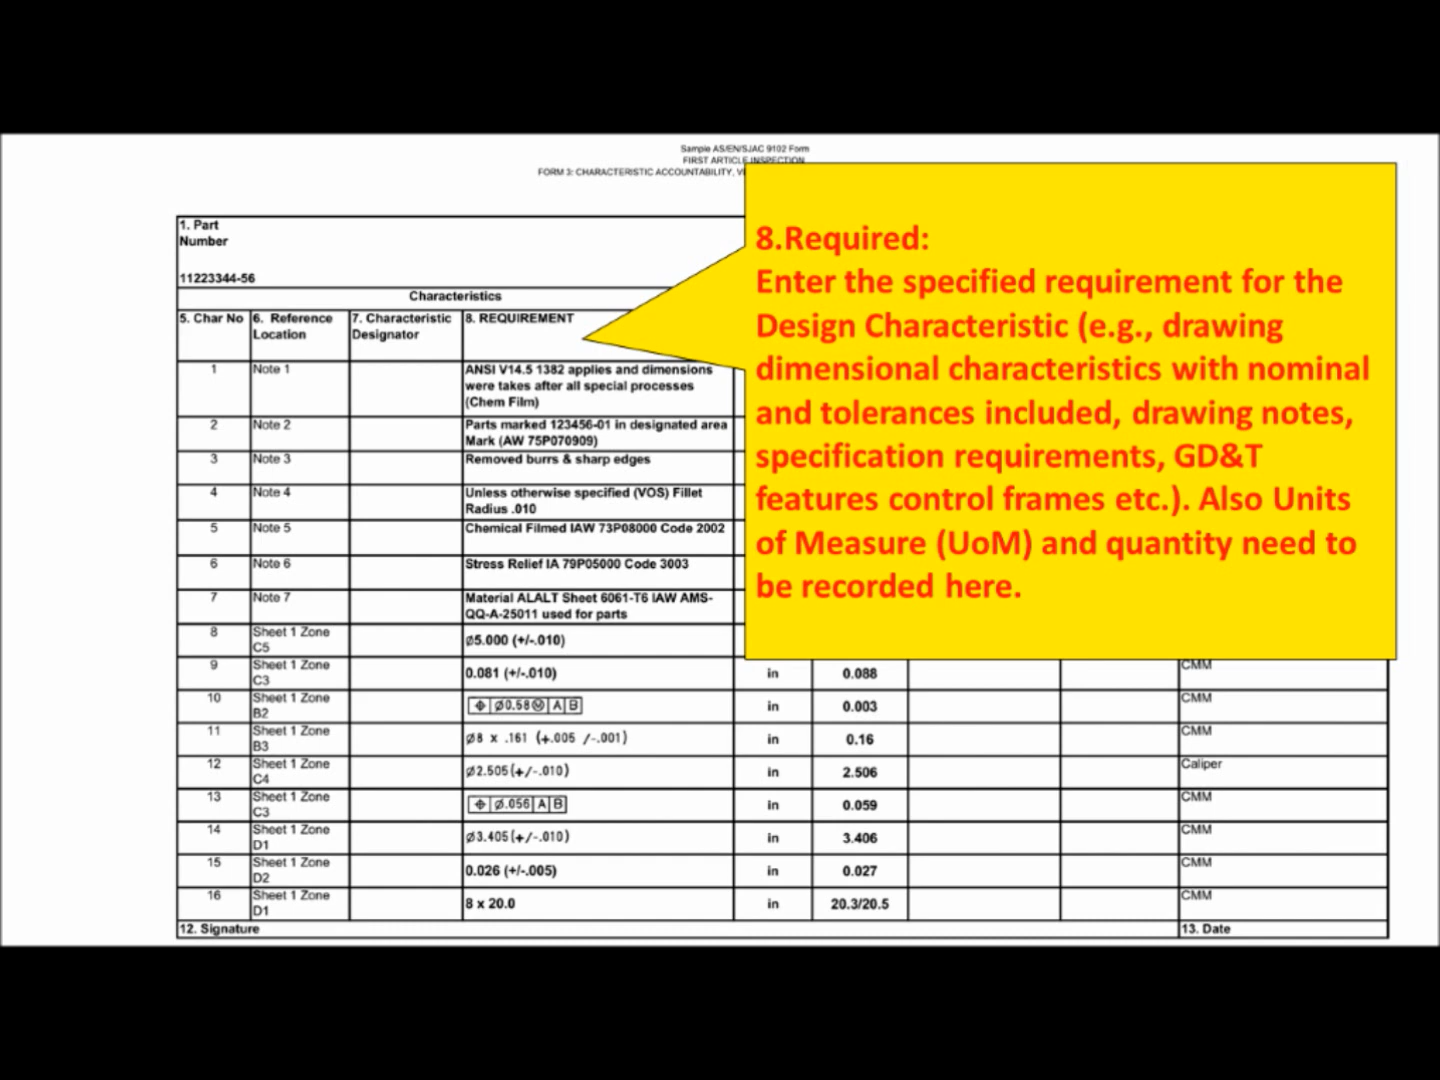 Sample AS/EN/SJAC 9102 Form
FIRST ARTICLE INSPECTION
FORM 3: CHARACTERISTIC ACCOUNTABILITY,
1. Part
Number
11223344-56
Characteristics
5. Char No 6. Reference Location 7. Characteristic Designator 8. REQUIREMENT
1 Note 1 ANSI V14.5 1382 applies and dimensions
were takes after all special processes
(Chem Film)
2 Note 2 Parts marked 123456-01 in designated area
Mark (AW 75P070909)
3 Note 3 Removed burrs & sharp edges
4 Note 4 Unless otherwise specified (VOS) Fillet
Radius .010
5 Note 5 Chemical Filmed IAW 73P08000 Code 2002
6 Note 6 Stress Relief IA 79P05000 Code 3003
7 Note 7 Material ALALT Sheet 6061-T6 IAW AMS-
QQ-A-25011 used for parts
8 Sheet 1 Zone C5 ⌀5.000 (+/-.010)
9 Sheet 1 Zone C3 0.081 (+/-.010) in 0.088 CMM
10 Sheet 1 Zone B2 ⌖ ⌀0.58Ⓜ A B in 0.003 CMM
11 Sheet 1 Zone B3 ⌀8 x .161 (+.005 /-.001) in 0.16 CMM
12 Sheet 1 Zone C4 ⌀2.505(+/-.010) in 2.506 Caliper
13 Sheet 1 Zone C3 ⌖ ⌀.056 A B in 0.059 CMM
14 Sheet 1 Zone D1 ⌀3.405(+/-.010) in 3.406 CMM
15 Sheet 1 Zone D2 0.026 (+/-.005) in 0.027 CMM
16 Sheet 1 Zone D1 8 x 20.0 in 20.3/20.5 CMM
12. Signature 13. Date
8.Required:
Enter the specified requirement for the
Design Characteristic (e.g., drawing
dimensional characteristics with nominal
and tolerances included, drawing notes,
specification requirements, GD&T
features control frames etc.). Also Units
of Measure (UoM) and quantity need to
be recorded here.